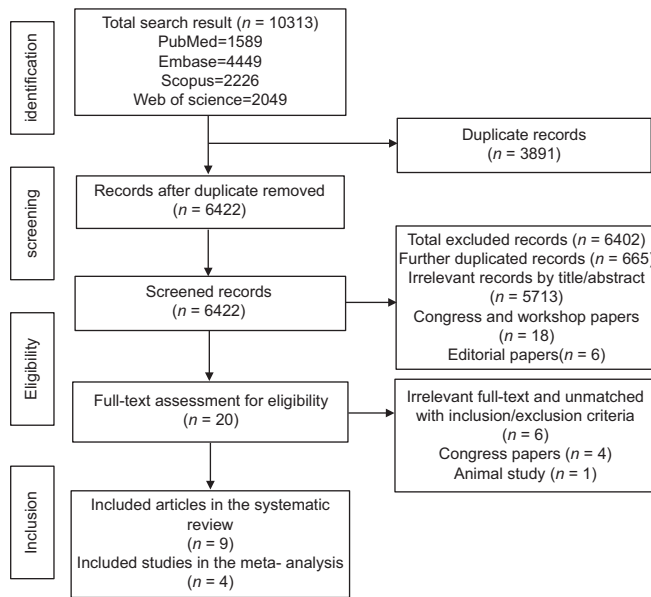 identification
Total search result (n = 10313)
PubMed=1589
Embase=4449
Scopus=2226
Web of science=2049
Duplicate records
(n = 3891)
screening
Records after duplicate removed
(n = 6422)
Screened records
(n = 6422)
Total excluded records (n = 6402)
Further duplicated records (n = 665)
Irrelevant records by title/abstract
(n = 5713)
Congress and workshop papers
(n = 18)
Editorial papers(n = 6)
Eligibility
Full-text assessment for eligibility
(n = 20)
Irrelevant full-text and unmatched
with inclusion/exclusion criteria
(n = 6)
Congress papers (n = 4)
Animal study (n = 1)
Inclusion
Included articles in the systematic
review
(n = 9)
Included studies in the meta- analysis
(n = 4)